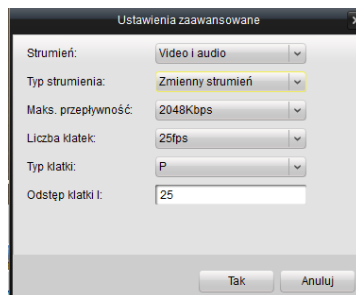 Ustawienia zaawansowane
Strumień: Video i audio
Typ strumienia: Zmienny strumień
Maks. przepływność: 2048Kbps
Liczba klatek: 25fps
Typ klatki: P
Odstęp klatki I: 25
Tak Anuluj